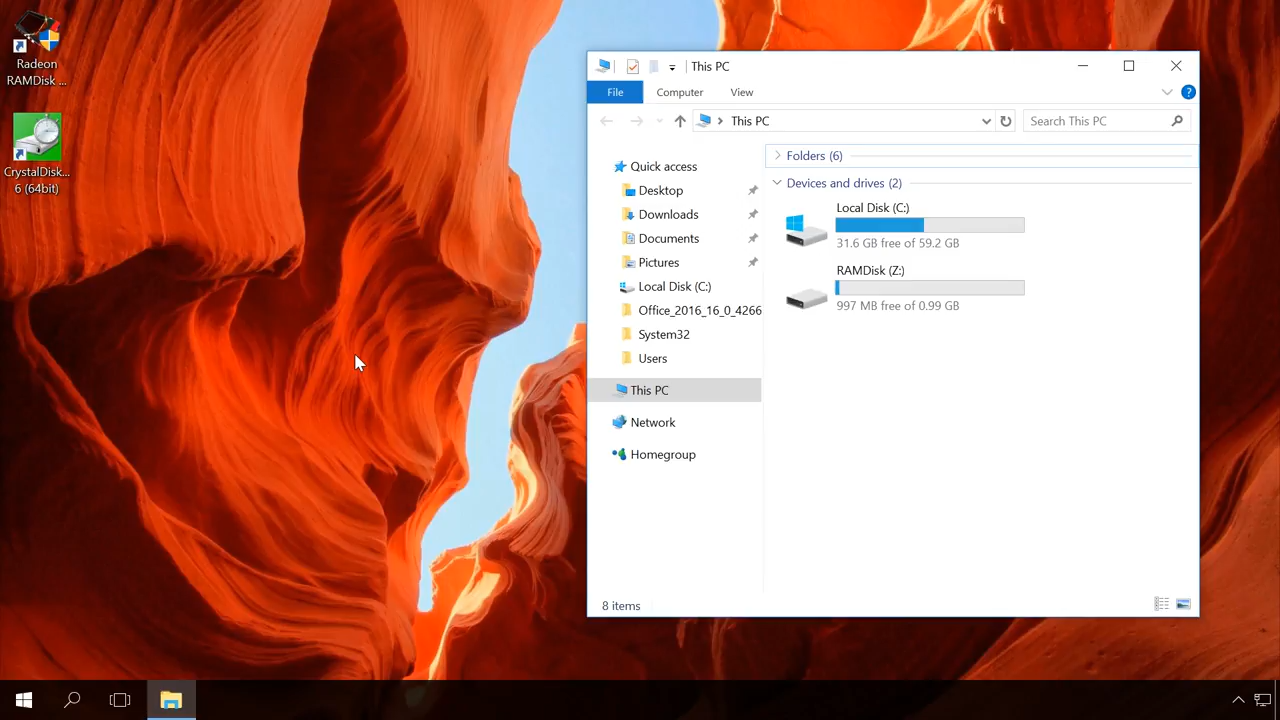 Radeon
RAMDisk ...
CrystalDisk...
6 (64bit)
This PC
File
Computer
View
This PC
Search This PC
Quick access
Desktop
Downloads
Documents
Pictures
Local Disk (C:)
Office_2016_16_0_4266
System32
Users
This PC
Network
Homegroup
Folders (6)
Devices and drives (2)
Local Disk (C:)
31.6 GB free of 59.2 GB
RAMDisk (Z:)
997 MB free of 0.99 GB
8 items